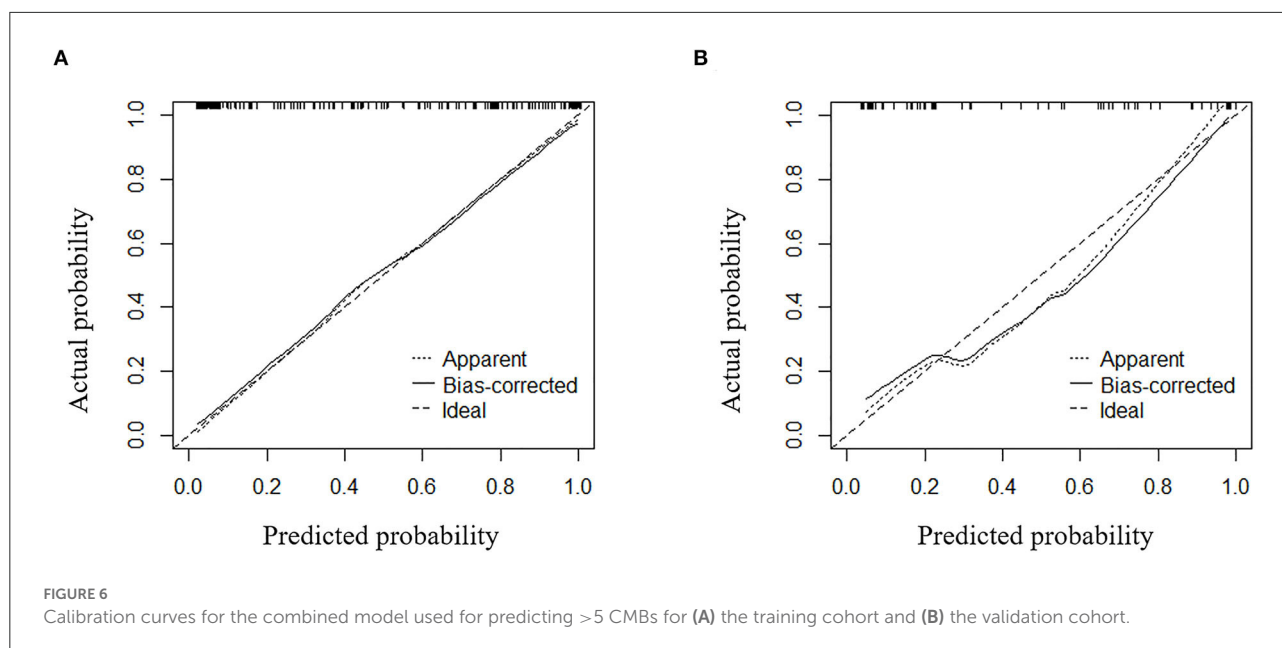 A
B
1.0
0.8
0.6
0.4
0.2
0.0
Actual probability
Apparent
Bias-corrected
Ideal
0.0 0.2 0.4 0.6 0.8 1.0
Predicted probability
1.0
0.8
0.6
0.4
0.2
0.0
Actual probability
Apparent
Bias-corrected
Ideal
0.0 0.2 0.4 0.6 0.8 1.0
Predicted probability
FIGURE 6
Calibration curves for the combined model used for predicting >5 CMBs for (A) the training cohort and (B) the validation cohort.